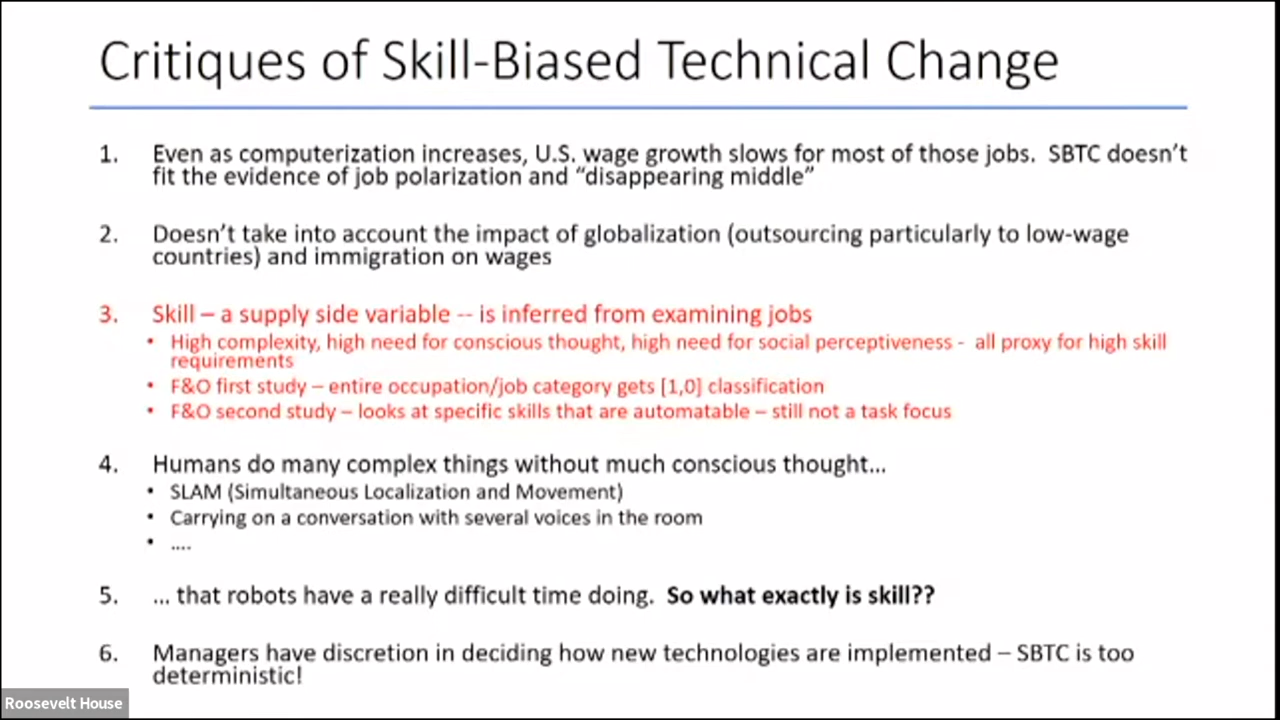 Critiques of Skill-Biased Technical Change
1. Even as computerization increases, U.S. wage growth slows for most of those jobs. SBTC doesn't
fit the evidence of job polarization and “disappearing middle”
2. Doesn't take into account the impact of globalization (outsourcing particularly to low-wage
countries) and immigration on wages
3. Skill – a supply side variable -- is inferred from examining jobs
• High complexity, high need for conscious thought, high need for social perceptiveness - all proxy for high skill
requirements
• F&O first study – entire occupation/job category gets [1,0] classification
• F&O second study – looks at specific skills that are automatable – still not a task focus
4. Humans do many complex things without much conscious thought...
• SLAM (Simultaneous Localization and Movement)
• Carrying on a conversation with several voices in the room
• ....
5. ... that robots have a really difficult time doing. So what exactly is skill??
6. Managers have discretion in deciding how new technologies are implemented – SBTC is too
deterministic!
Roosevelt House